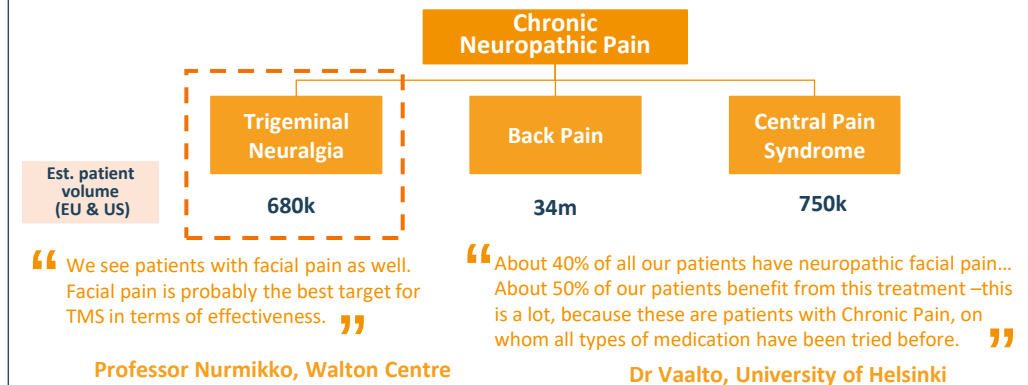 Chronic
Neuropathic Pain
Trigeminal
Neuralgia
Back Pain
Central Pain
Syndrome
Est. patient
volume
(EU & US)
680k
34m
750k
“ We see patients with facial pain as well.
Facial pain is probably the best target for
TMS in terms of effectiveness. ”
Professor Nurmikko, Walton Centre
“ About 40% of all our patients have neuropathic facial pain…
About 50% of our patients benefit from this treatment –this
is a lot, because these are patients with Chronic Pain, on
whom all types of medication have been tried before. ”
Dr Vaalto, University of Helsinki